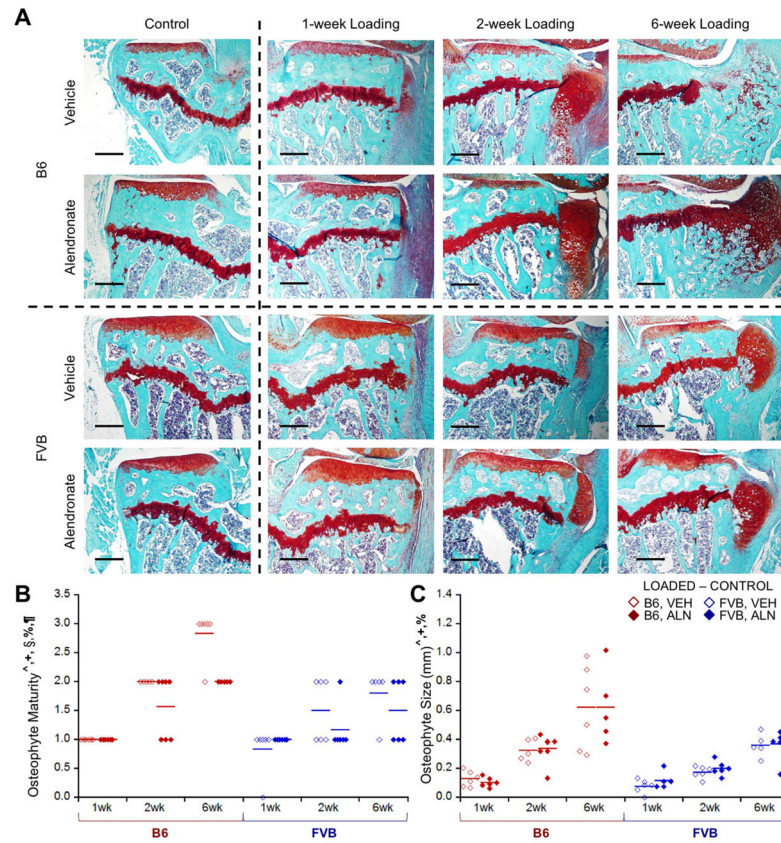 A
Control
1-week Loading
2-week Loading
6-week Loading
B6
Vehicle
Alendronate
FVB
Vehicle
Alendronate
B
Osteophyte Maturity^,+, §,%,¶
3.5
3.0
2.5
2.0
1.5
1.0
0.5
0.0
1wk
2wk
6wk
1wk
2wk
6wk
B6
FVB
C
LOADED – CONTROL
B6, VEH
FVB, VEH
B6, ALN
FVB, ALN
Osteophyte Size (mm)^,+,%
1.4
1.2
1.0
0.8
0.6
0.4
0.2
0.0
1wk
2wk
6wk
1wk
2wk
6wk
B6
FVB